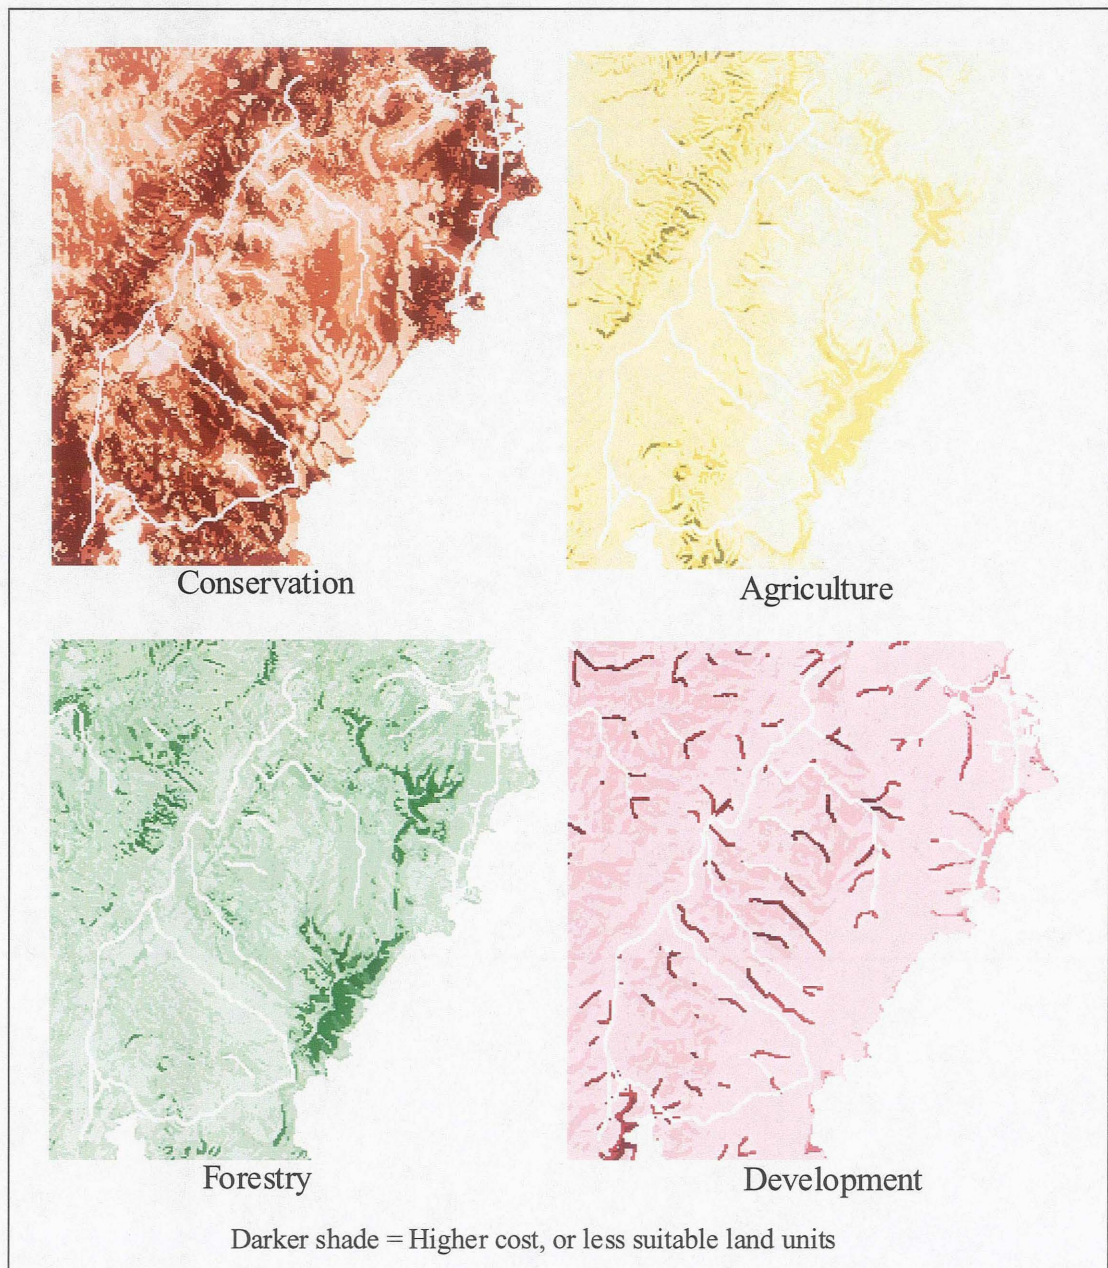 Conservation
Agriculture
Forestry
Development
Darker shade = Higher cost, or less suitable land units